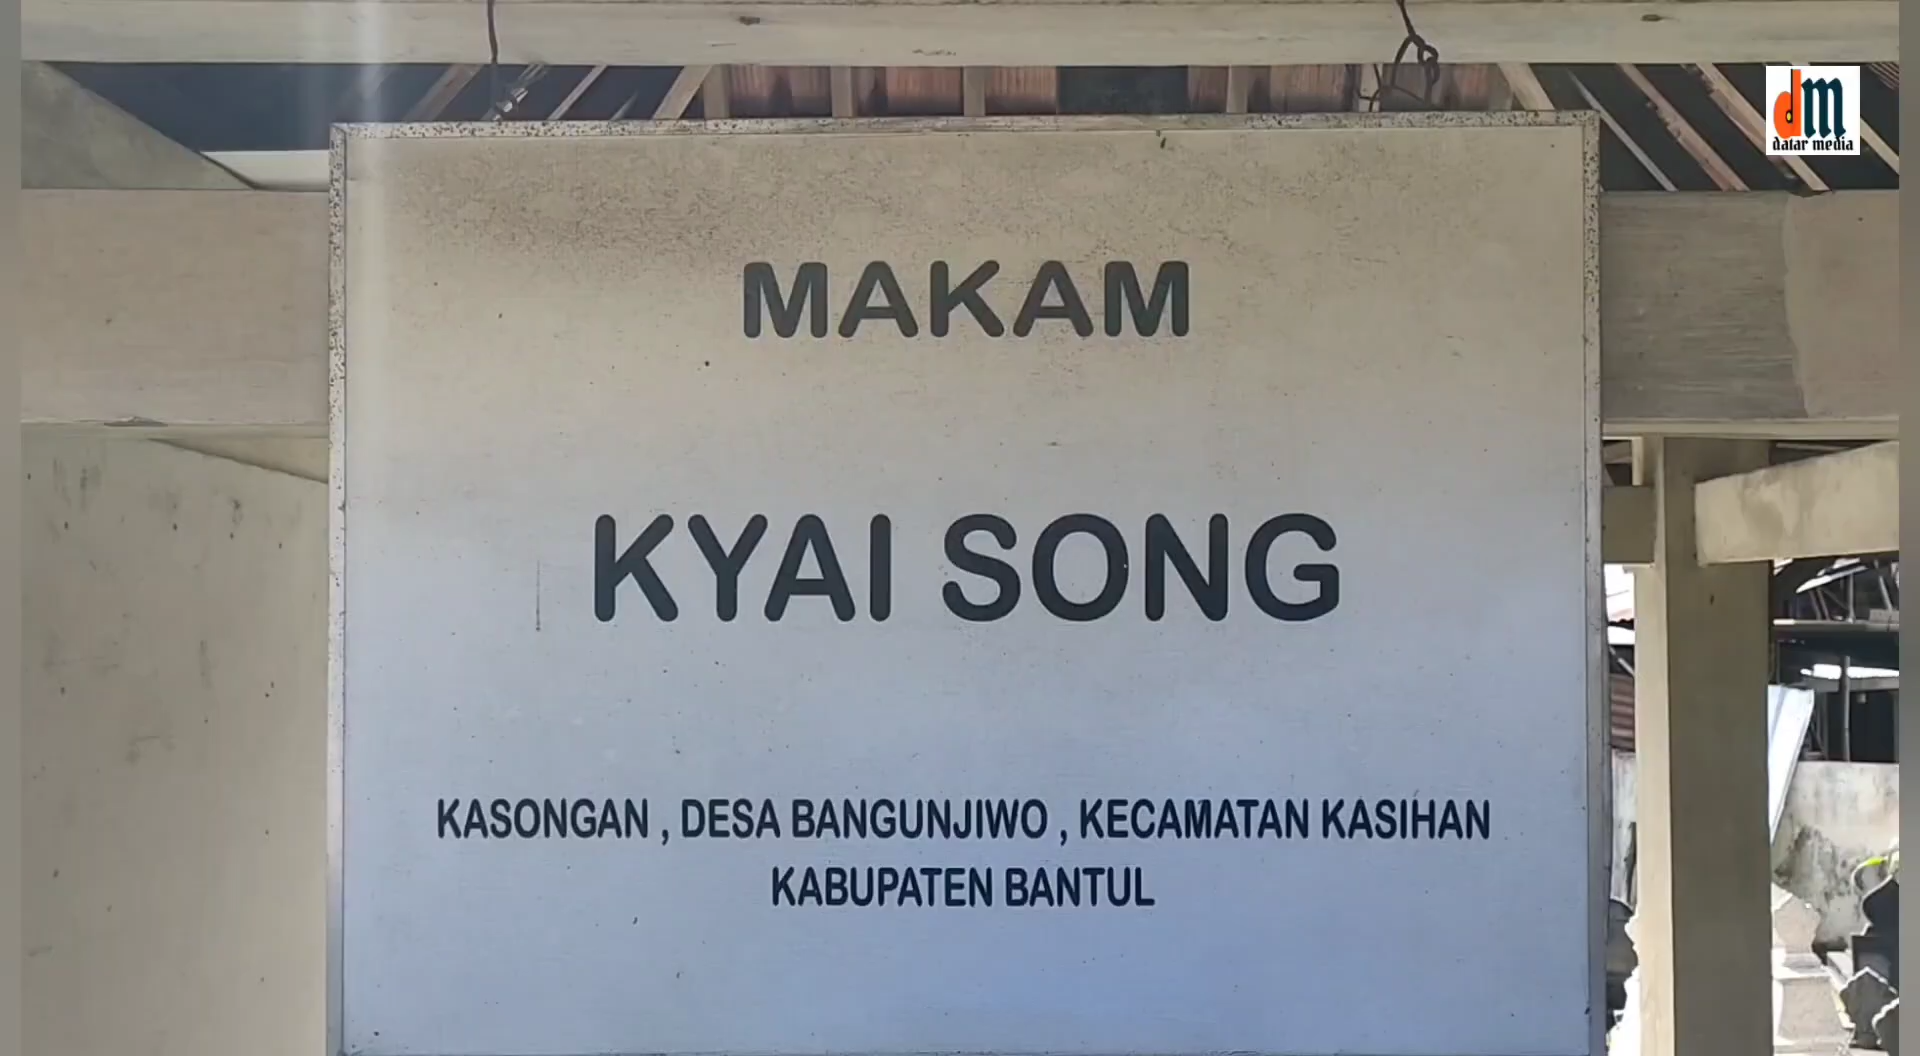 dm
datar media
MAKAM
KYAI SONG
KASONGAN , DESA BANGUNJIWO , KECAMATAN KASIHAN
KABUPATEN BANTUL